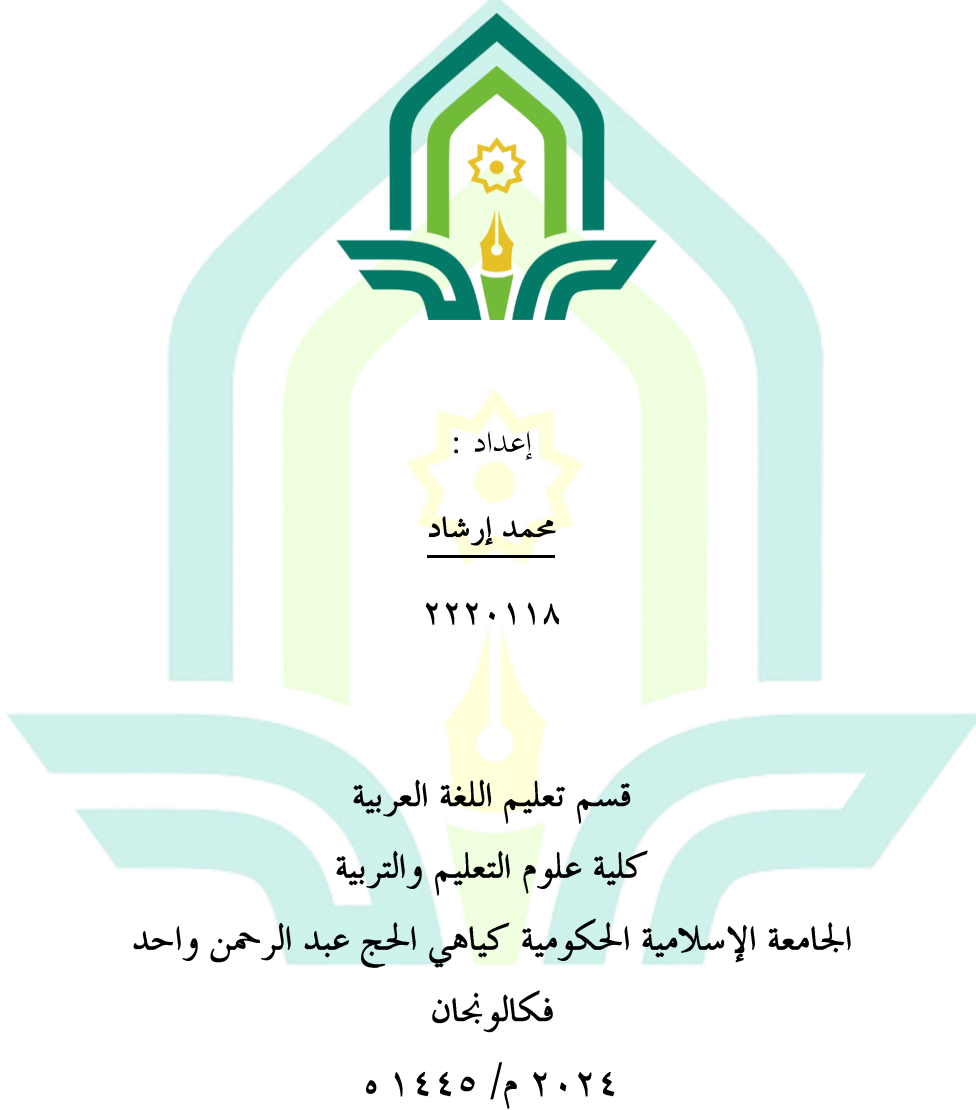 إعداد :
محمد إرشاد
٢٢٢٠١١٨
قسم تعليم اللغة العربية
كلية علوم التعليم والتربية
الجامعة الإسلامية الحكومية كياهي الحج عبد الرحمن واحد
فكالونجان
٢٠٢٤ م/ ١٤٤٥ ه